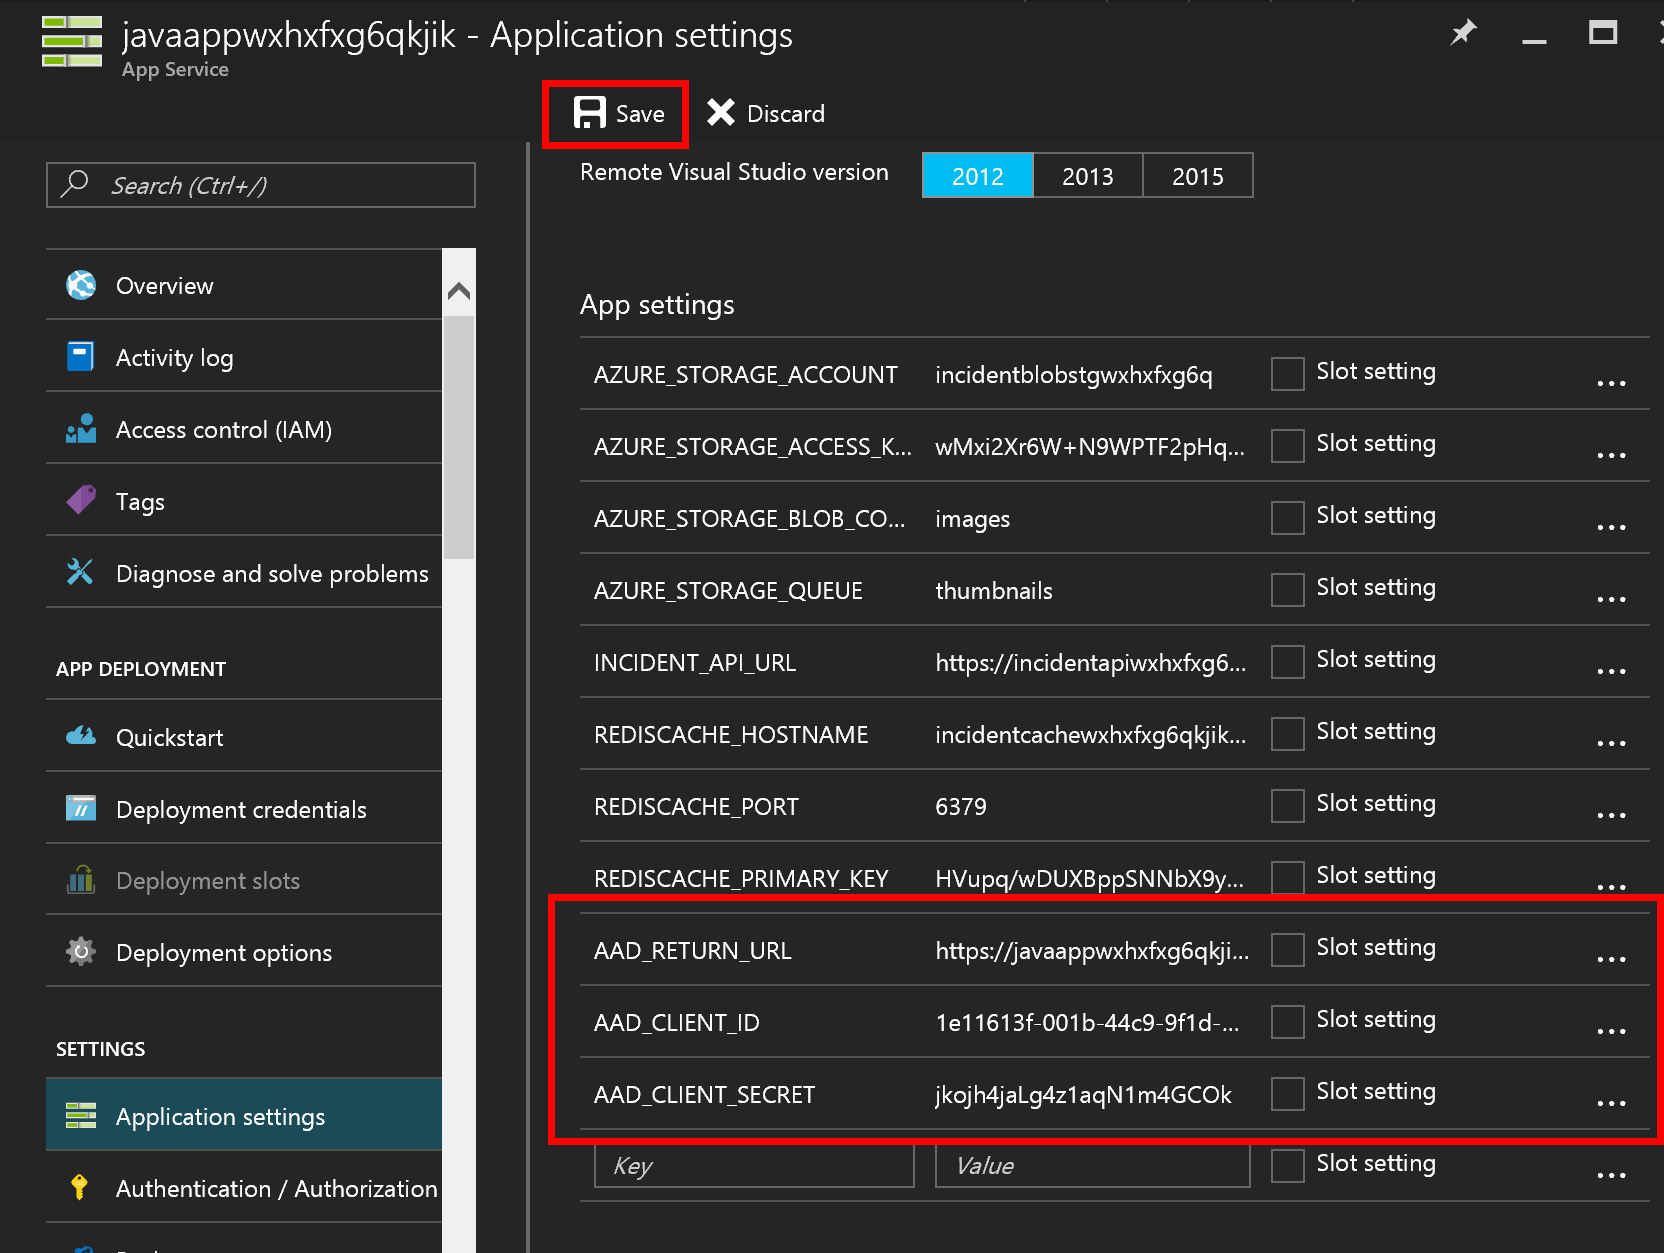 javaappwxhxfxg6qkjik - Application settings
App Service
Save
Discard
Search (Ctrl+/)
Overview
Activity log
Access control (IAM)
Tags
Diagnose and solve problems
APP DEPLOYMENT
Quickstart
Deployment credentials
Deployment slots
Deployment options
SETTINGS
Application settings
Authentication / Authorization
Remote Visual Studio version 2012 2013 2015
App settings
AZURE_STORAGE_ACCOUNT incidentblobstgwxhxfxg6q Slot setting ...
AZURE_STORAGE_ACCESS_K... wMxi2Xr6W+N9WPTF2pHq... Slot setting ...
AZURE_STORAGE_BLOB_CO... images Slot setting ...
AZURE_STORAGE_QUEUE thumbnails Slot setting ...
INCIDENT_API_URL https://incidentapiwxhxfxg6... Slot setting ...
REDISCACHE_HOSTNAME incidentcachewxhxfxg6qkjik... Slot setting ...
REDISCACHE_PORT 6379 Slot setting ...
REDISCACHE_PRIMARY_KEY HVupq/wDUXBppSNNbX9y... Slot setting ...
AAD_RETURN_URL https://javaappwxhxfxg6qkji... Slot setting ...
AAD_CLIENT_ID 1e11613f-001b-44c9-9f1d-... Slot setting ...
AAD_CLIENT_SECRET jkojh4jaLg4z1aqN1m4GCOk Slot setting ...
Key Value Slot setting ...